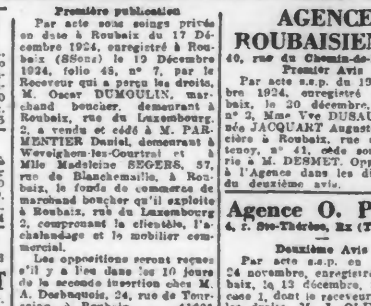 Première publication
Par acte sous seings privés
en date à Roubaix du 17 Dé-
cembre 1924, enregistré à Rou-
baix (SSons) le 19 Décembre
1924, folio 48, n° 7, par le
Receveur qui a perçu les droits,
M. Oscar DUMOULIN, mar-
chand boucher, demeurant à
Roubaix, rue du Luxembourg,
2, a vendu et cédé à M. PAR-
MENTIER Daniel, demeurant à
Wevelghem-les-Courtrai et à
Mlle Madeleine SEGERS, 57,
rue de Blanchemaille, à Rou-
baix, le fonds de commerce de
marchand boucher qu'il exploite
à Roubaix, rue du Luxembourg
2, comprenant la clientèle, l'a-
chalandage et le mobilier com-
mercial.
Les oppositions seront reçues
s'il y a lieu dans les 10 jours
de la seconde insertion chez M.
A. Desbouquois, 24, rue de Tour-
AGENCE
ROUBAISIEN
40, rue du Chemin-de-
Premier Avis
Par acte s.s.p. du 19
bre 1924, enregistré
baix, le 20 décembre,
n° 2, Mme Vve DUSAU
née JACQUART August
cière à Roubaix, rue
tenoy, n° 41, cède son
rie à M. DESMET. Opp
à l'Agence dans les di
du deuxième avis.
Agence O. P
4, r. Ste-Thérèse, Rx (T
Deuxième Avis
Par acte s.s.p. en
24 novembre, enregistré
baix, le 13 décembre,
case 1, dont le receveur